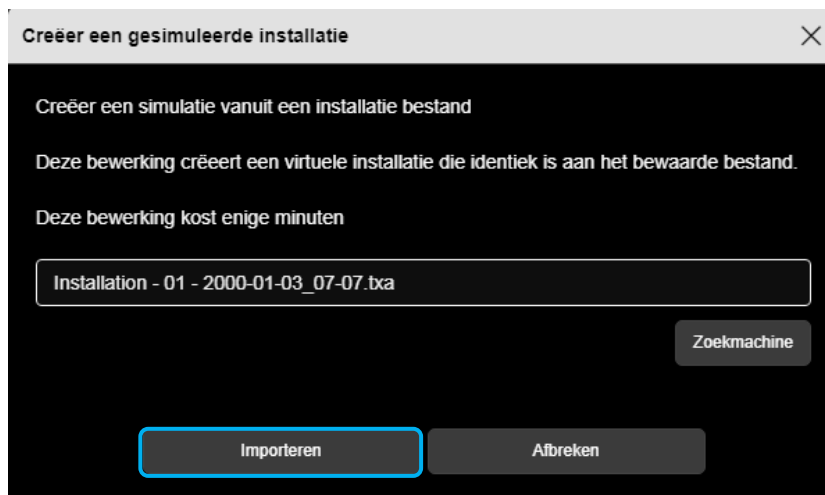 Creëer een gesimuleerde installatie
Creëer een simulatie vanuit een installatie bestand
Deze bewerking crëeert een virtuele installatie die identiek is aan het bewaarde bestand.
Deze bewerking kost enige minuten
Installation - 01 - 2000-01-03_07-07.txa
Zoekmachine
Importeren Afbreken